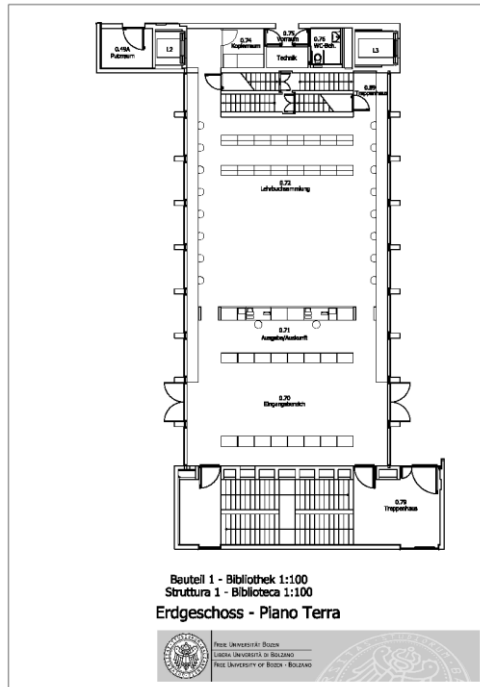 0.49A
Putzraum
L2
0.74
Kopierraum
0.75
Vorraum
Technik
0.76
WC-Beh.
L3
0.89
Treppenhaus
0.72
Lehrbuchsammlung
0.71
Ausgabe/Auskunft
0.70
Eingangsbereich
0.79
Treppenhaus
Bauteil 1 - Bibliothek 1:100
Struttura 1 - Biblioteca 1:100
Erdgeschoss - Piano Terra
FREIE UNIVERSITÄT BOZEN
LIBERA UNIVERSITÀ DI BOLZANO
FREE UNIVERSITY OF BOZEN · BOLZANO